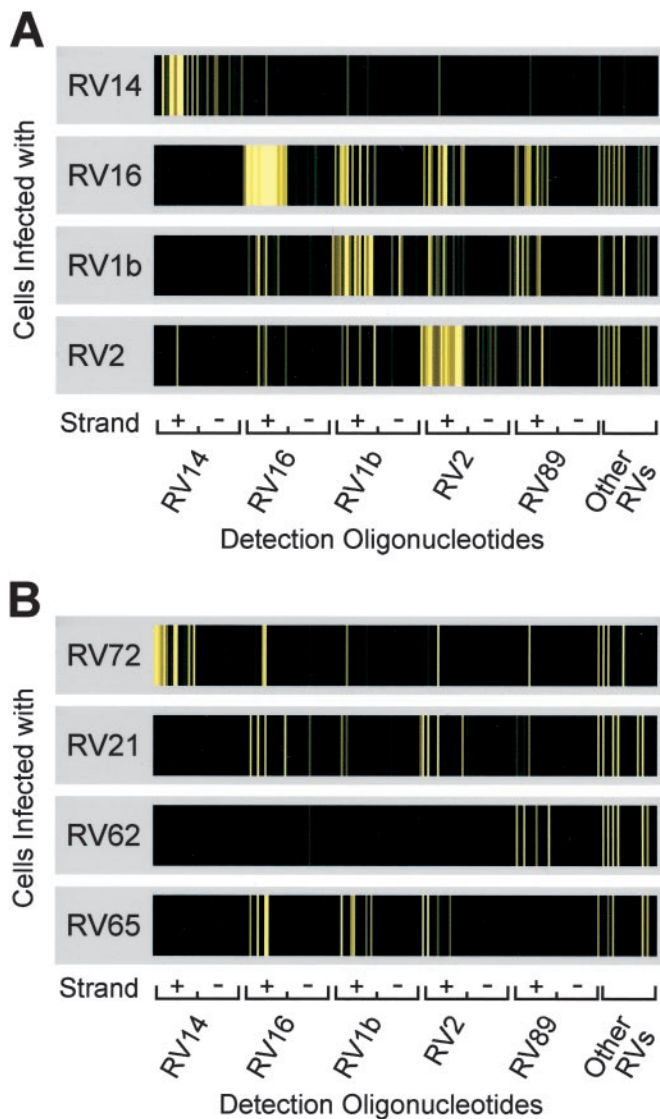 A
Cells Infected with
RV14
RV16
RV1b
RV2
Strand + - + - + - + - + -
RV14 RV16 RV1b RV2 RV89 Other RVs
Detection Oligonucleotides
B
Cells Infected with
RV72
RV21
RV62
RV65
Strand + - + - + - + - + -
RV14 RV16 RV1b RV2 RV89 Other RVs
Detection Oligonucleotides